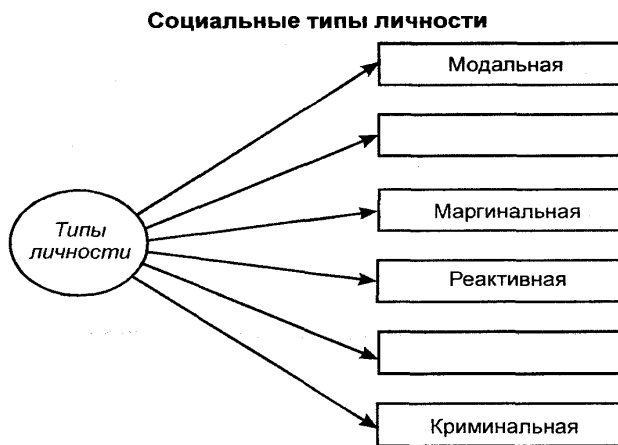 Социальные типы личности
Модальная
Маргинальная
Типы
личности
Реактивная
Криминальная